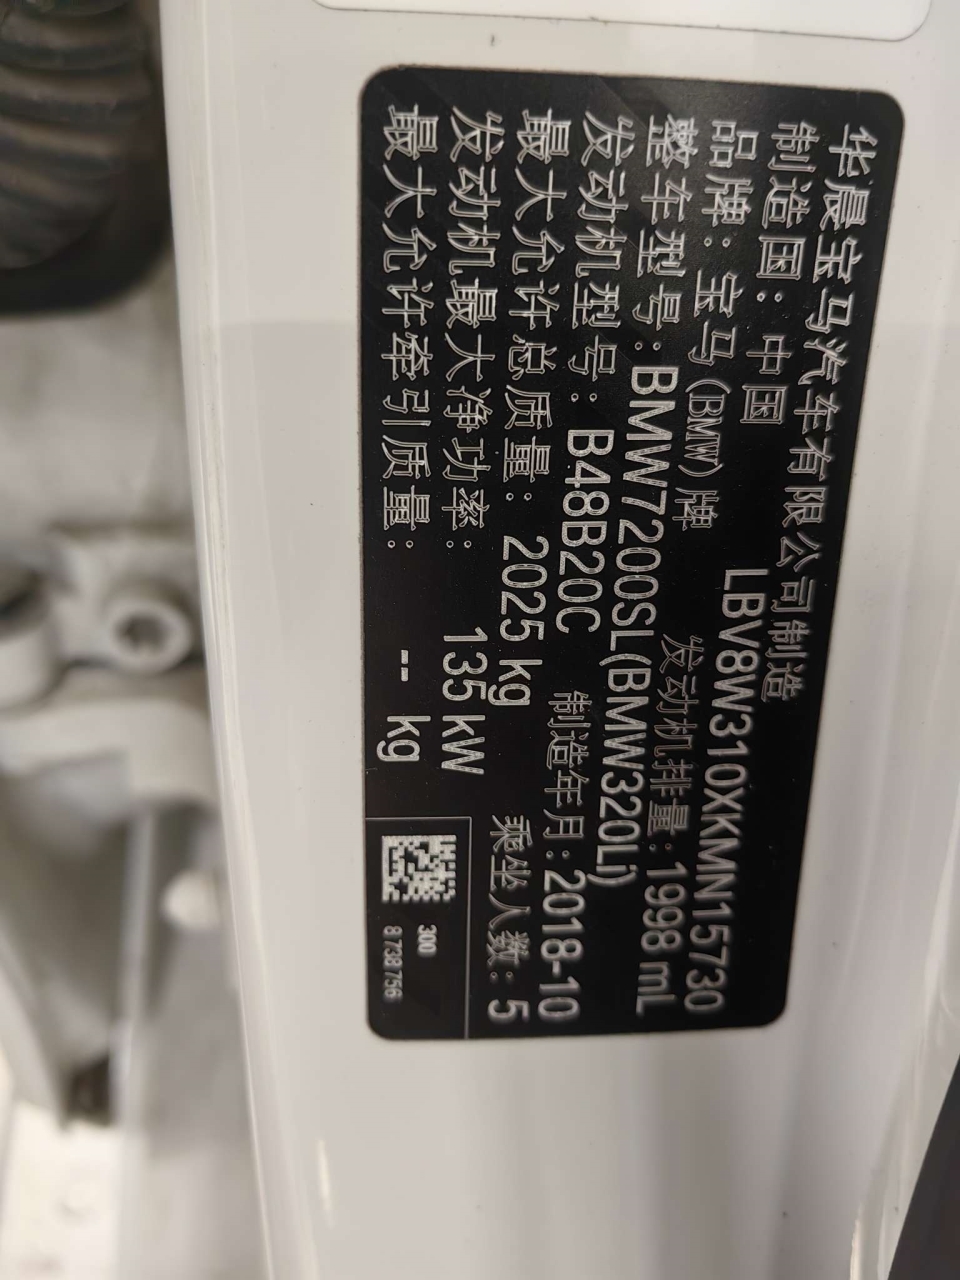 华晨宝马汽车有限公司制造
制造国：中国 LBV8W310XKMN15730
品牌：宝马(BMW)牌 发动机排量：1998 mL
整车型号：BMW7200SL(BMW320Li)
发动机型号：B48B20C 制造年月：2018-10
最大允许总质量：2025 kg 乘坐人数：5
发动机最大净功率：135 kW
最大允许牵引质量：-- kg
300
8 738 756